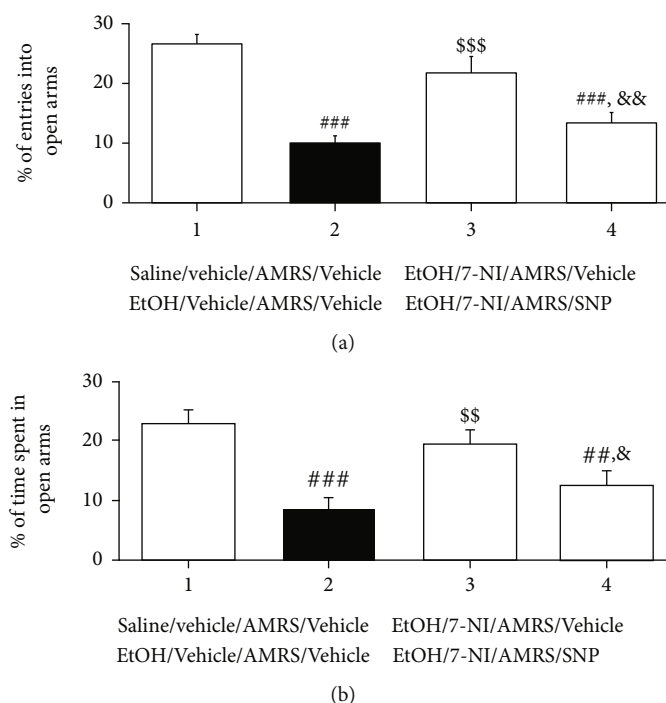 % of entries into
open arms
30
20
10
0
###
$$$
###, &&
1 2 3 4
Saline/vehicle/AMRS/Vehicle EtOH/7-NI/AMRS/Vehicle
EtOH/Vehicle/AMRS/Vehicle EtOH/7-NI/AMRS/SNP
(a)
% of time spent in
open arms
30
20
10
0
###
$$
##,&
1 2 3 4
Saline/vehicle/AMRS/Vehicle EtOH/7-NI/AMRS/Vehicle
EtOH/Vehicle/AMRS/Vehicle EtOH/7-NI/AMRS/SNP
(b)